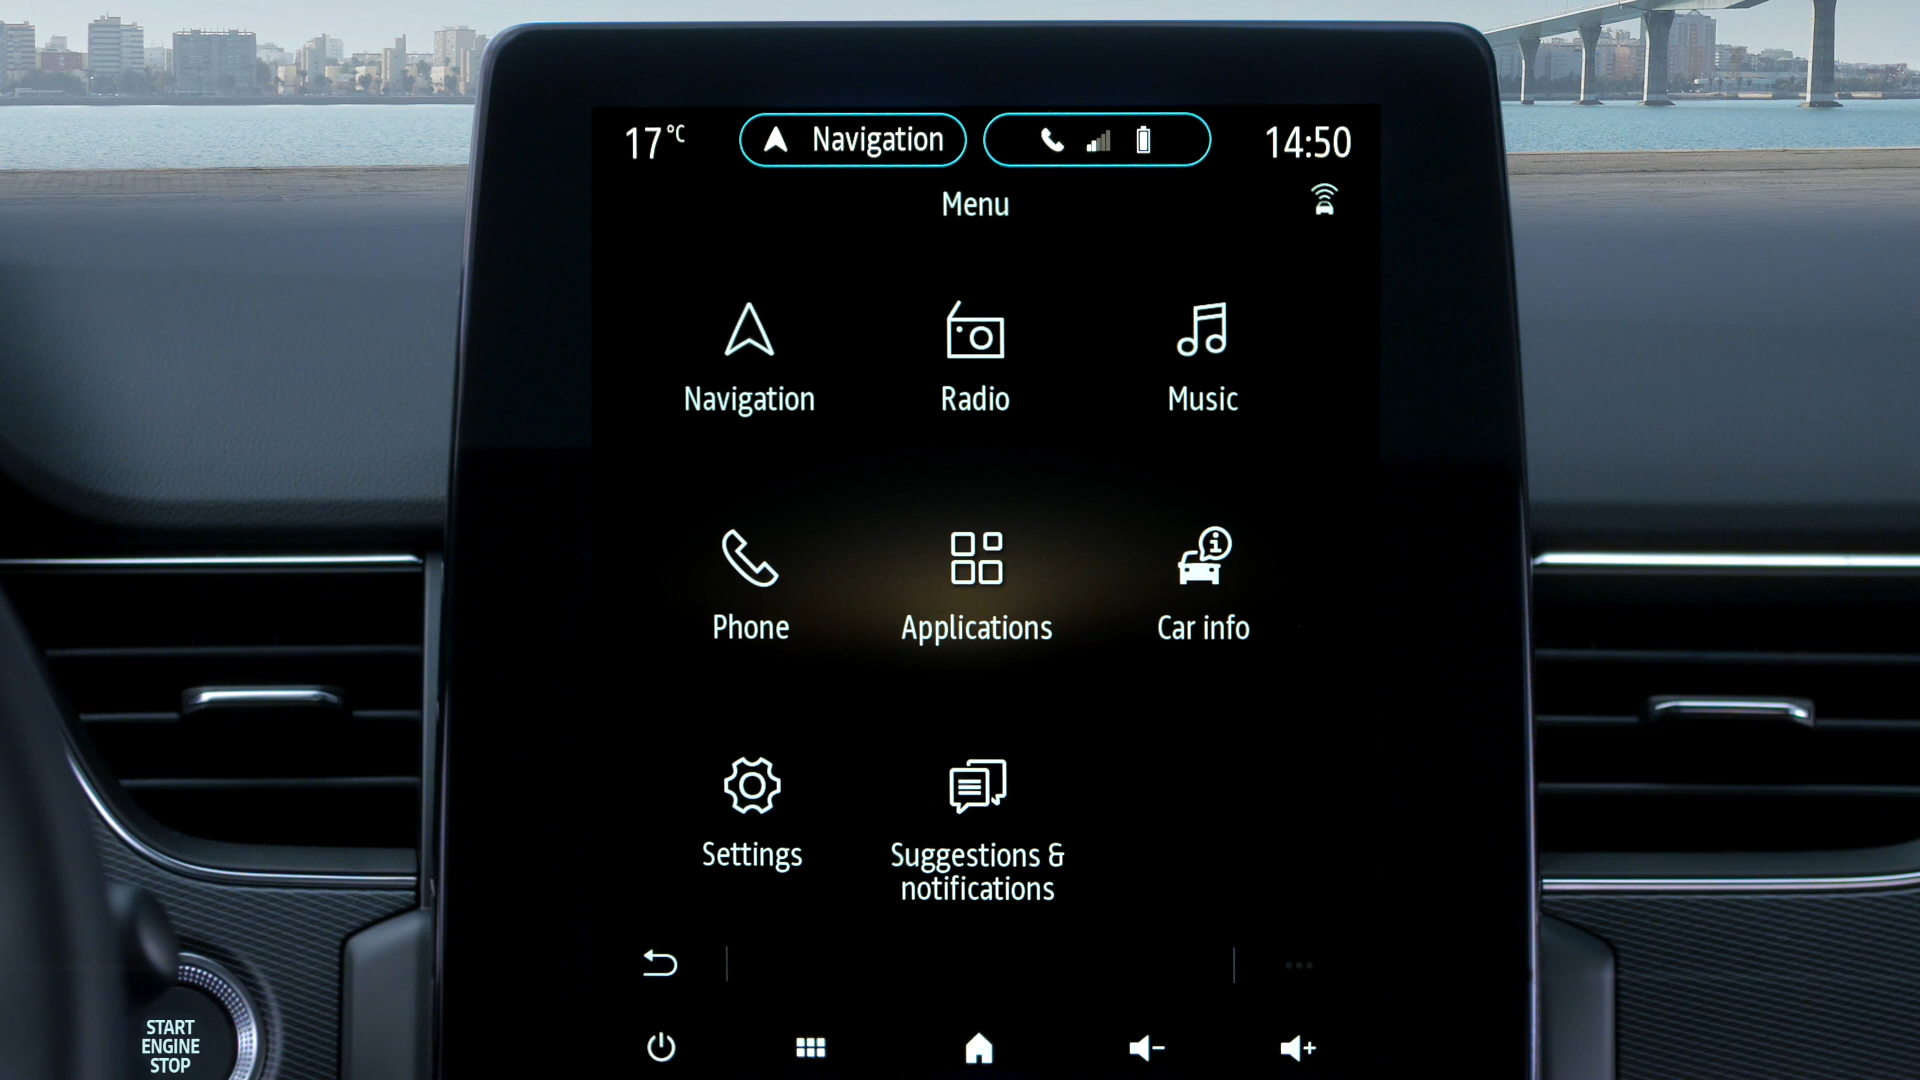 17°C Navigation 14:50
Menu
Navigation Radio Music
Phone Applications Car info
Settings Suggestions &
notifications
START
ENGINE
STOP